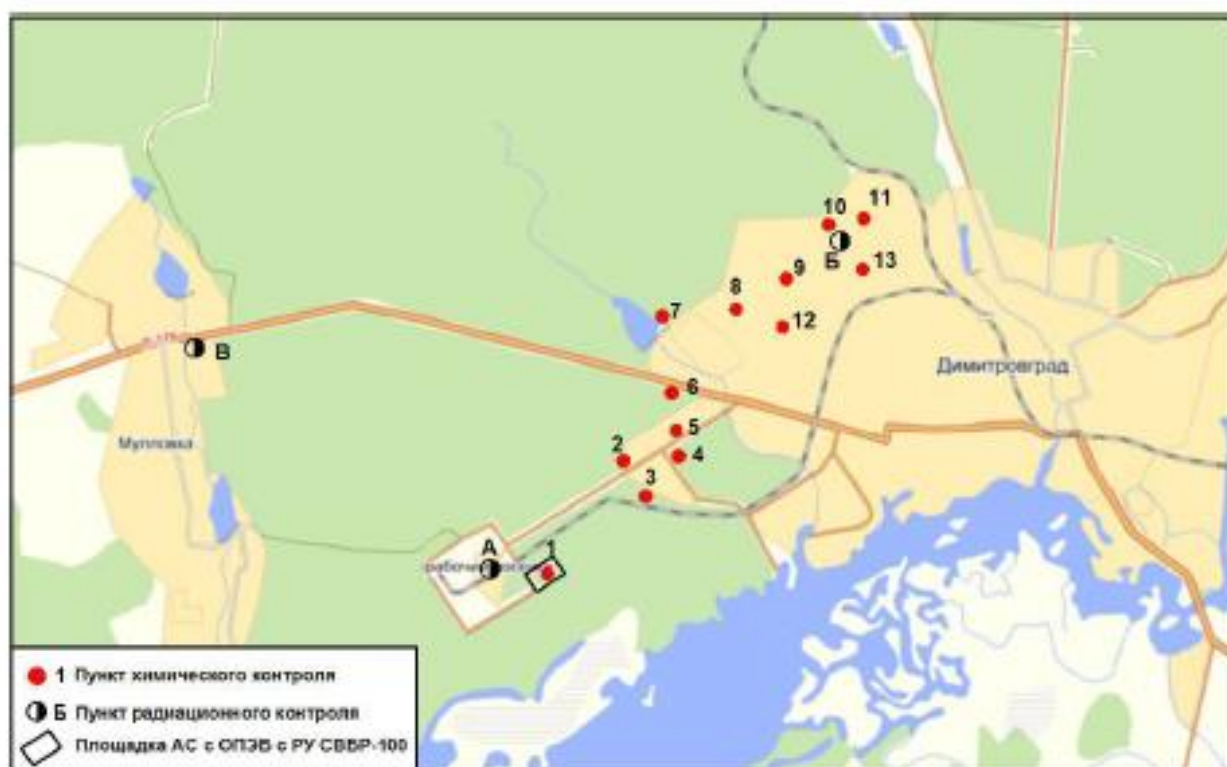 10
11
Б
13
9
8
7
12
В
Димитровград
6
5
Мулловка
2
4
3
А
1
1 Пункт химического контроля
Б Пункт радиационного контроля
Площадка АС с ОПЭБ с РУ СВБР-100